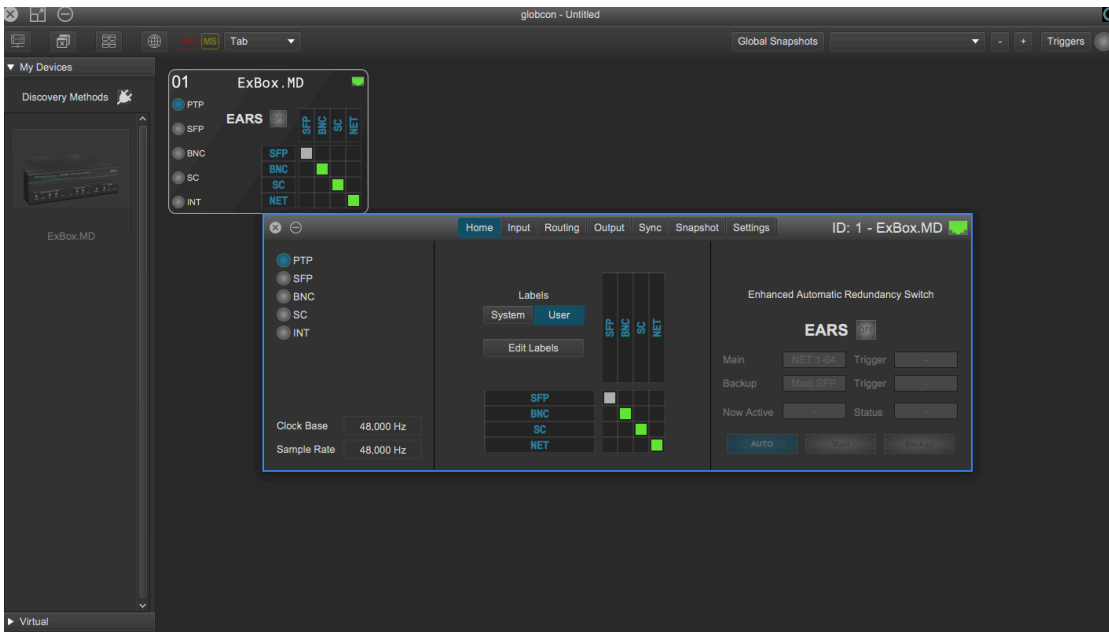 globcon - Untitled
MS Tab Global Snapshots - + Triggers
My Devices
Discovery Methods
ExBox.MD
Virtual
01 ExBox.MD
PTP
SFP
BNC
SC
INT
EARS OFF
SFP BNC SC NET
SFP
BNC
SC
NET
Home Input Routing Output Sync Snapshot Settings ID: 1 - ExBox.MD
PTP
SFP
BNC
SC
INT
Clock Base 48,000 Hz
Sample Rate 48,000 Hz
Labels
System User
Edit Labels
SFP BNC SC NET
SFP
BNC
SC
NET
Enhanced Automatic Redundancy Switch
EARS OFF
Main NET 1-64 Trigger -
Backup Madi SFP Trigger -
Now Active - Status -
AUTO Main Backup